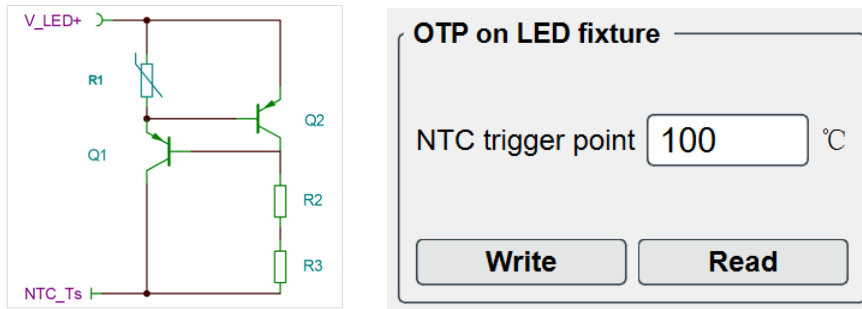 V_LED+
R1
Q2
Q1
R2
R3
NTC_Ts
OTP on LED fixture
NTC trigger point 100 ℃
Write Read